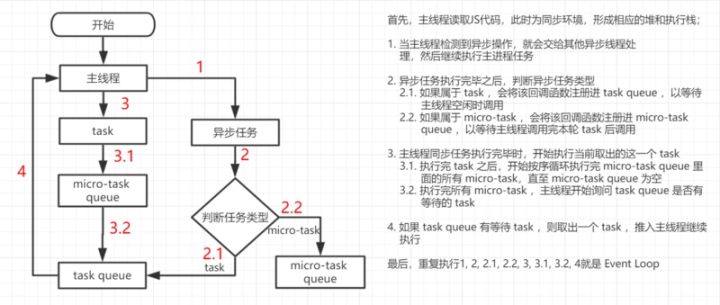 开始
主线程
1
3
task
异步任务
3.1
2
4
micro-task
queue
判断任务类型
2.2
micro-task
3.2
2.1
task
task queue
micro-task
queue
首先，主线程读取JS代码，此时为同步环境，形成相应的堆和执行栈；
1. 当主线程检测到异步操作，就会交给其他异步线程处
理，然后继续执行主进程任务
2. 异步任务执行完毕之后，判断异步任务类型
2.1. 如果属于 task ，会将该回调函数注册进 task queue ，以等待
主线程空闲时调用
2.2. 如果属于 micro-task ，会将该回调函数注册进 micro-task
queue ，以等待主线程调用完本轮 task 后调用
3. 主线程同步任务执行完毕时，开始执行当前取出的这一个 task
3.1. 执行完 task 之后，开始按序循环执行完 micro-task queue 里
面的所有 micro-task，直至 micro-task queue 为空
3.2. 执行完所有 micro-task ，主线程开始询问 task queue 是否有
等待的 task
4. 如果 task queue 有等待 task ，则取出一个 task ，推入主线程继续
执行
最后，重复执行1, 2, 2.1, 2.2, 3, 3.1, 3.2, 4就是 Event Loop